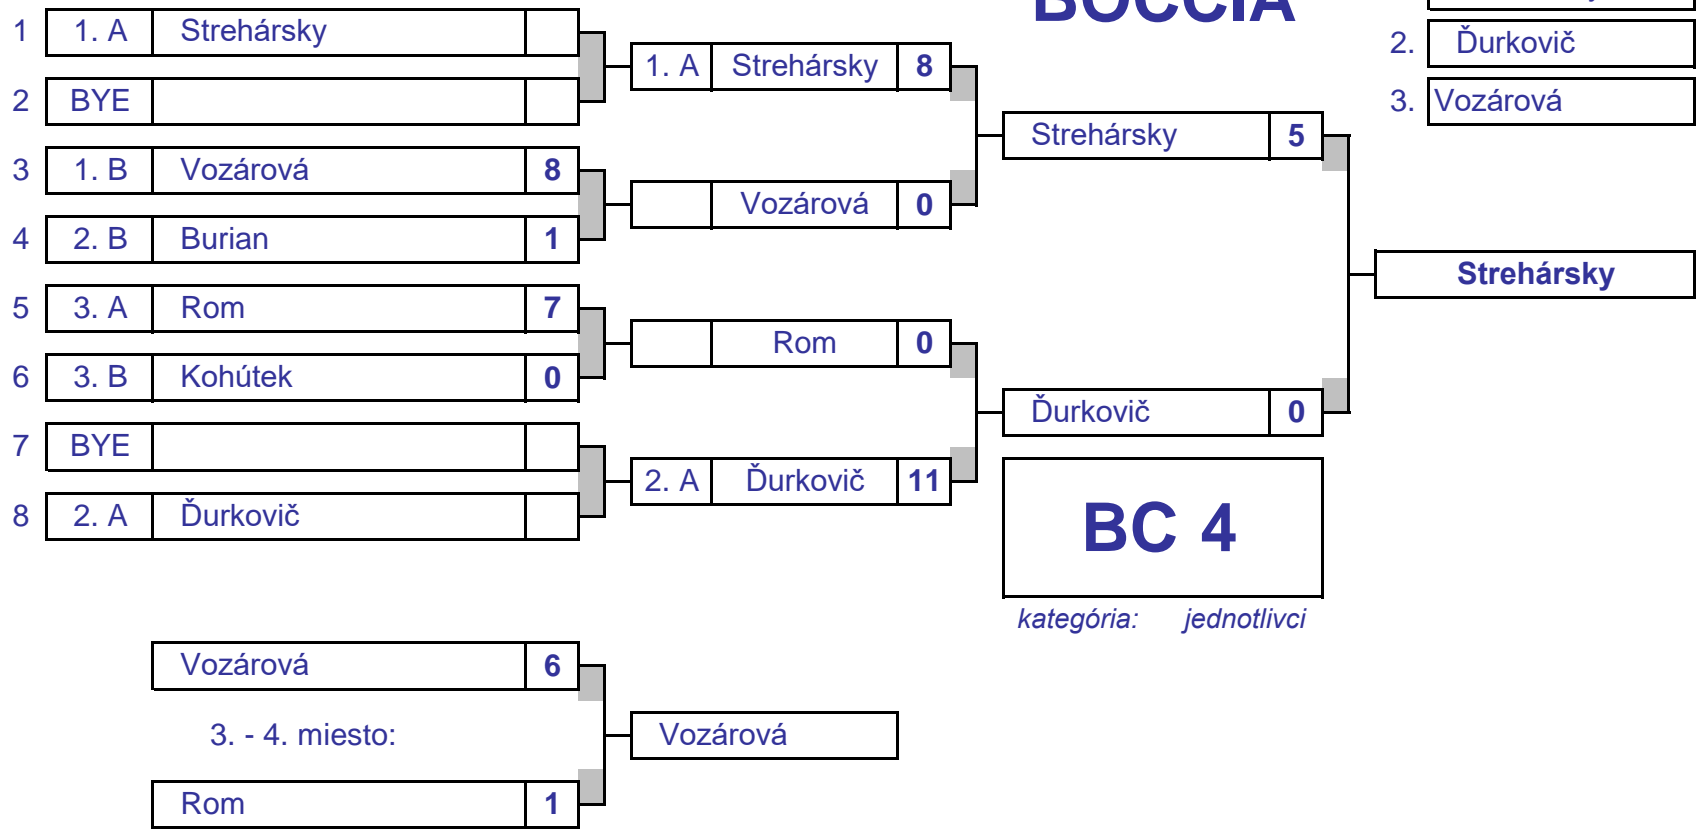 BOCCIA
1 1. A Strehársky
2. Ďurkovič
1. A Strehársky 8
2 BYE
3. Vozárová
Strehársky 5
3 1. B Vozárová 8
Vozárová 0
4 2. B Burian 1
Strehársky
5 3. A Rom 7
Rom 0
6 3. B Kohútek 0
Ďurkovič 0
7 BYE
2. A Ďurkovič 11
8 2. A Ďurkovič
BC 4
kategória: jednotlivci
Vozárová 6
3. - 4. miesto:
Vozárová
Rom 1